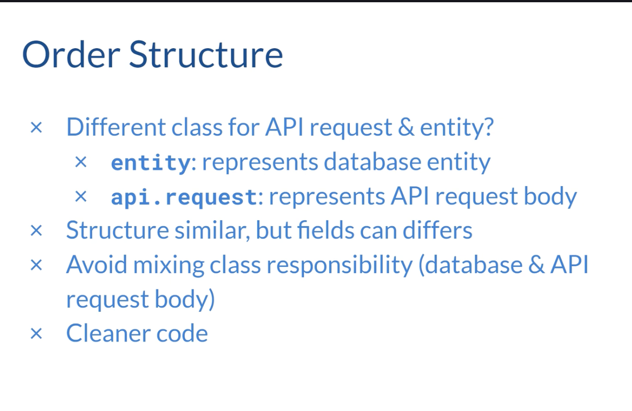 Order Structure
× Different class for API request & entity?
× entity: represents database entity
× api.request: represents API request body
× Structure similar, but fields can differs
× Avoid mixing class responsibility (database & API
request body)
× Cleaner code